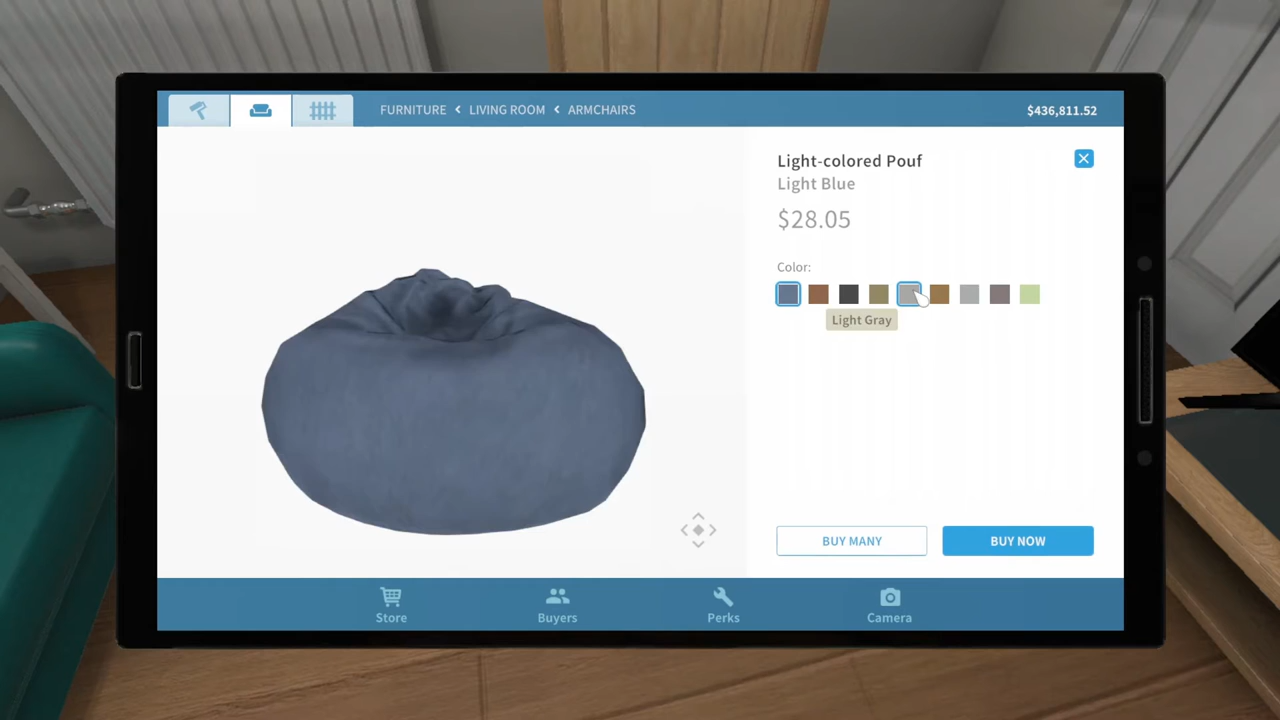 FURNITURE < LIVING ROOM < ARMCHAIRS
$436,811.52
Light-colored Pouf
Light Blue
$28.05
Color:
Light Gray
BUY MANY
BUY NOW
Store
Buyers
Perks
Camera